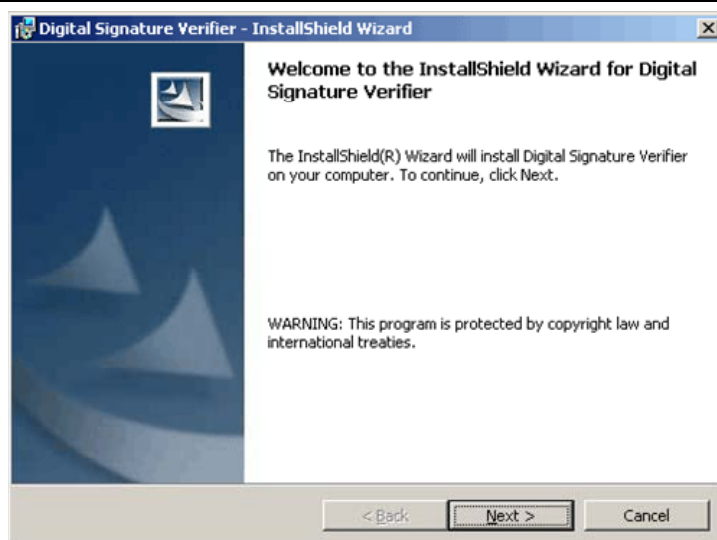 Digital Signature Verifier - InstallShield Wizard
Welcome to the InstallShield Wizard for Digital
Signature Verifier
The InstallShield(R) Wizard will install Digital Signature Verifier
on your computer. To continue, click Next.
WARNING: This program is protected by copyright law and
international treaties.
< Back
Next >
Cancel